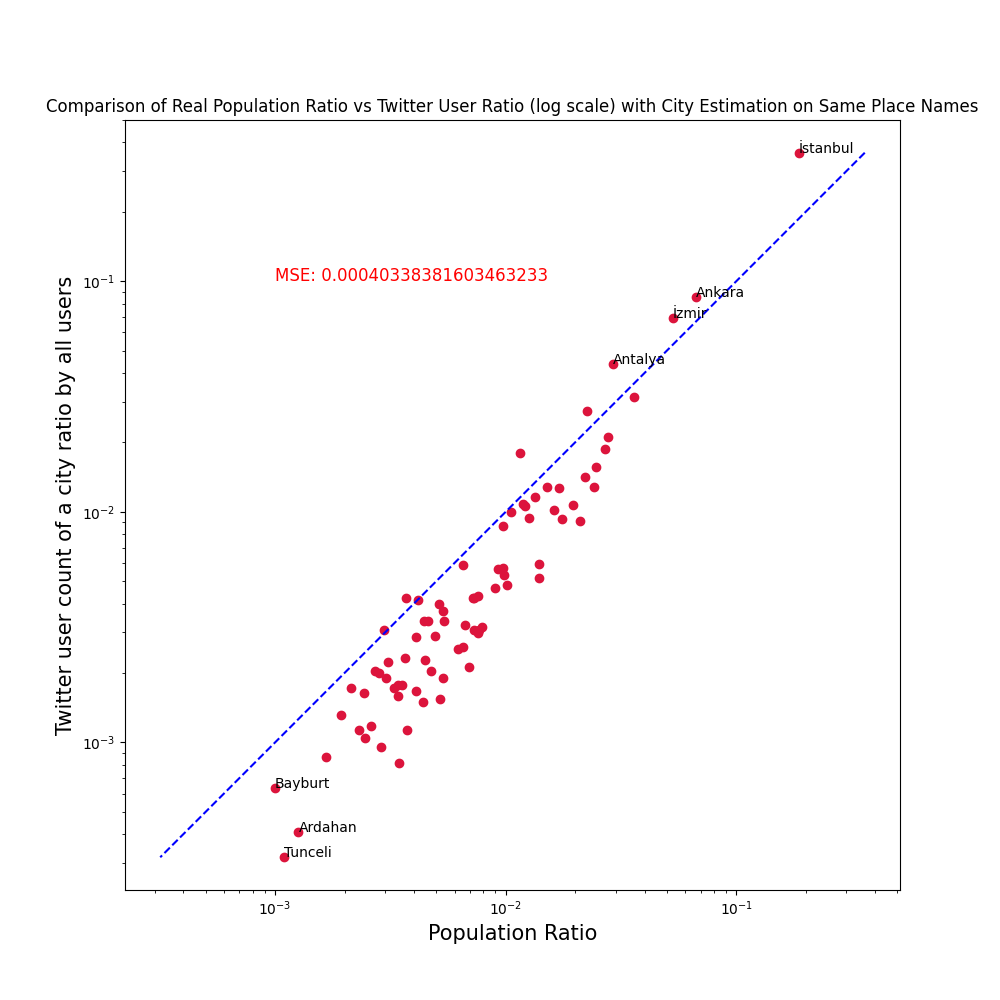 Comparison of Real Population Ratio vs Twitter User Ratio (log scale) with City Estimation on Same Place Names
İstanbul
MSE: 0.00040338381603463233
10⁻¹
Ankara
İzmir
Antalya
Twitter user count of a city ratio by all users
10⁻²
10⁻³
Bayburt
Ardahan
Tunceli
10⁻³ 10⁻² 10⁻¹
Population Ratio